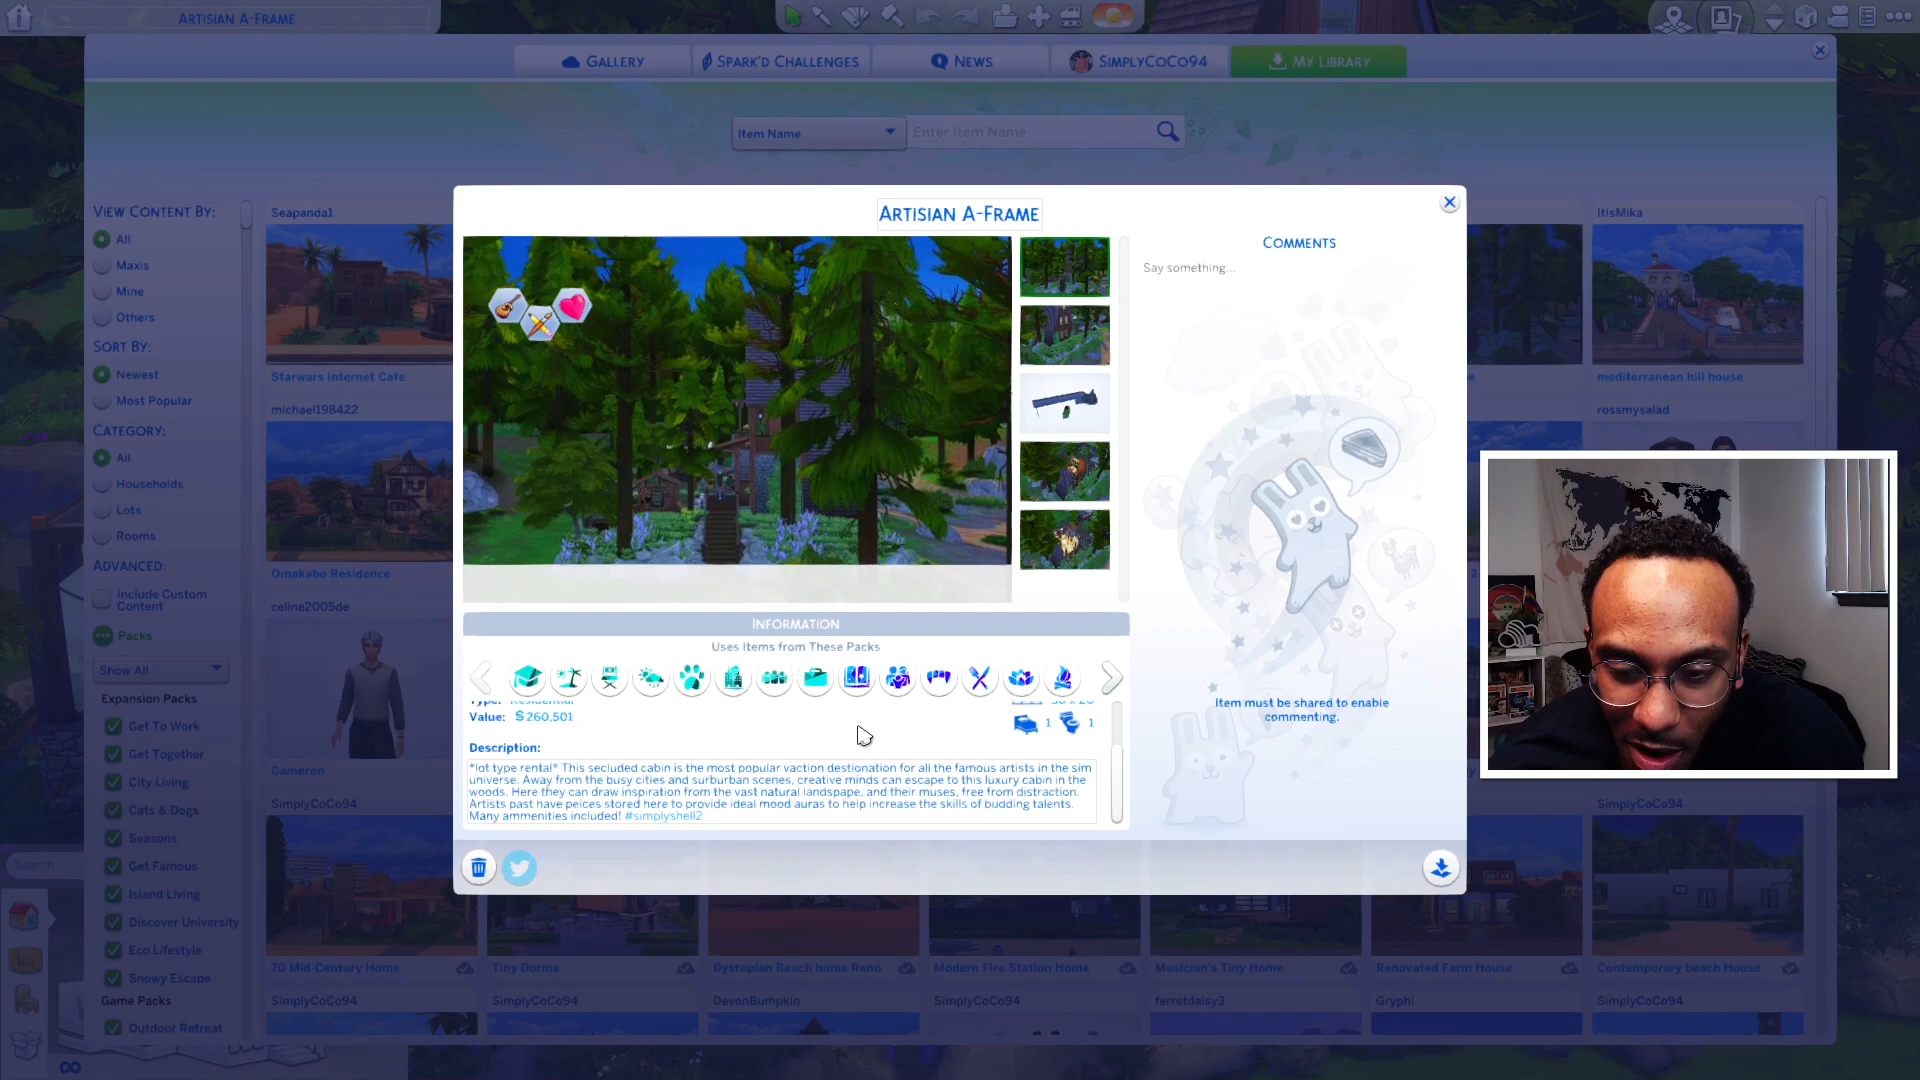 Artisian A-Frame
Gallery
Spark'd Challenges
News
SimplyCoCo94
My Library
Item Name
Enter Item Name
View Content By:
All
Maxis
Mine
Others
Sort By:
Newest
Most Popular
Category:
All
Households
Lots
Rooms
Advanced:
Include Custom
Content
Packs
Show All
Expansion Packs
Get To Work
Get Together
City Living
Cats & Dogs
Seasons
Get Famous
Island Living
Discover University
Eco Lifestyle
Snowy Escape
Game Packs
Outdoor Retreat
Search
Seapanda1
Starwars Internet Cafe
michael198422
Omakabo Residence
celine2005de
Cameron
SimplyCoCo94
70 Mid-Century Home
SimplyCoCo94
Tiny Dorms
SimplyCoCo94
Dystopian Beach home Reno
DevonBumpkin
Modern Fire Station Home
SimplyCoCo94
Musician's Tiny Home
ferretdaisy3
Renovated Farm House
Gryphi
ItIsMika
mediterranean hill house
rossmysalad
SimplyCoCo94
Contemporary beach House
SimplyCoCo94
Artisian A-Frame
Comments
Say something...
Item must be shared to enable
commenting.
Information
Uses Items from These Packs
Type: Residential
Value: §260,501
1 1
Description:
*lot type rental* This secluded cabin is the most popular vaction destionation for all the famous artists in the sim
universe. Away from the busy cities and surburban scenes, creative minds can escape to this luxury cabin in the
woods. Here they can draw inspiration from the vast natural landspape, and their muses, free from distraction.
Artists past have peices stored here to provide ideal mood auras to help increase the skills of budding talents.
Many ammenities included! #simplyshell2